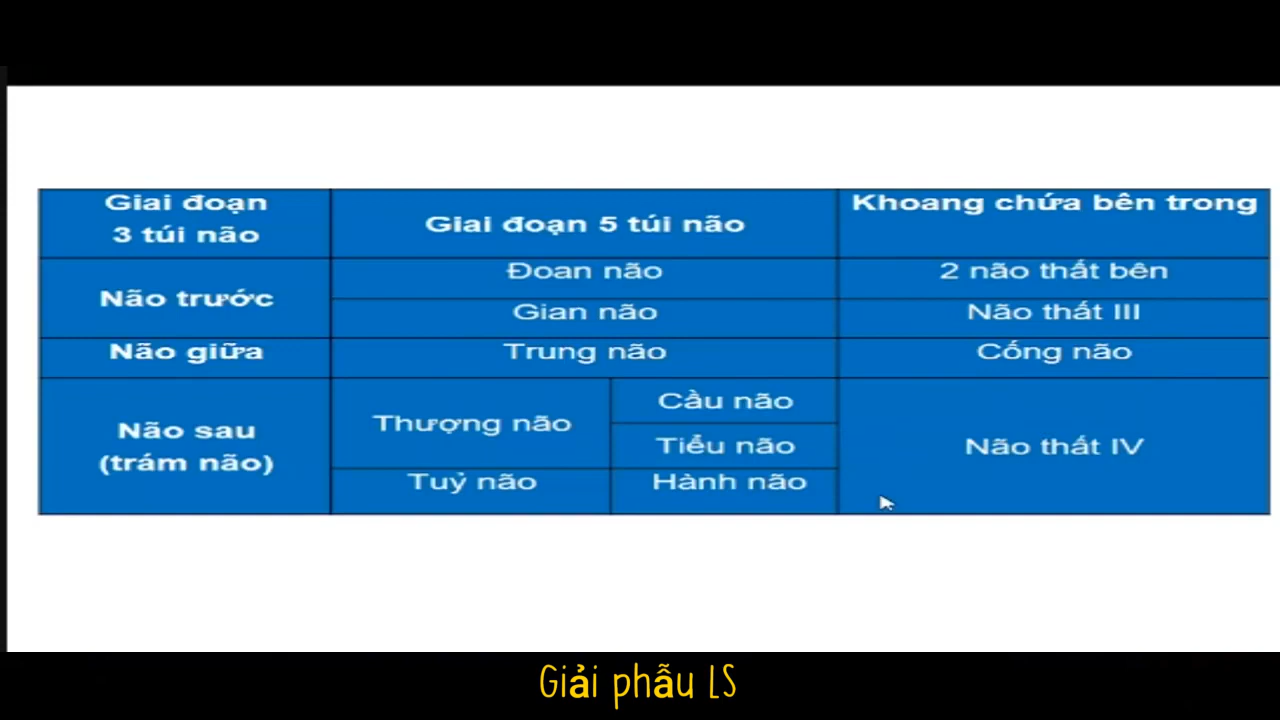 Giai đoạn
3 túi não
Giai đoạn 5 túi não
Khoang chứa bên trong
Não trước
Đoan não
2 não thất bên
Gian não
Não thất III
Não giữa
Trung não
Cống não
Não sau
(trám não)
Thượng não
Cầu não
Tiểu não
Não thất IV
Tuỷ não
Hành não
Giải phẫu LS